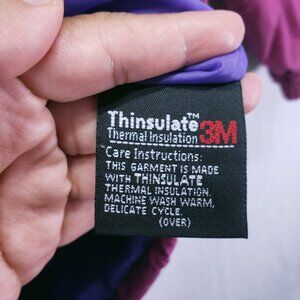 Thinsulate™
Thermal Insulation 3M
Care Instructions:
THIS GARMENT IS MADE
WITH THINSULATE
THERMAL INSULATION.
MACHINE WASH WARM,
DELICATE CYCLE.
(OVER)